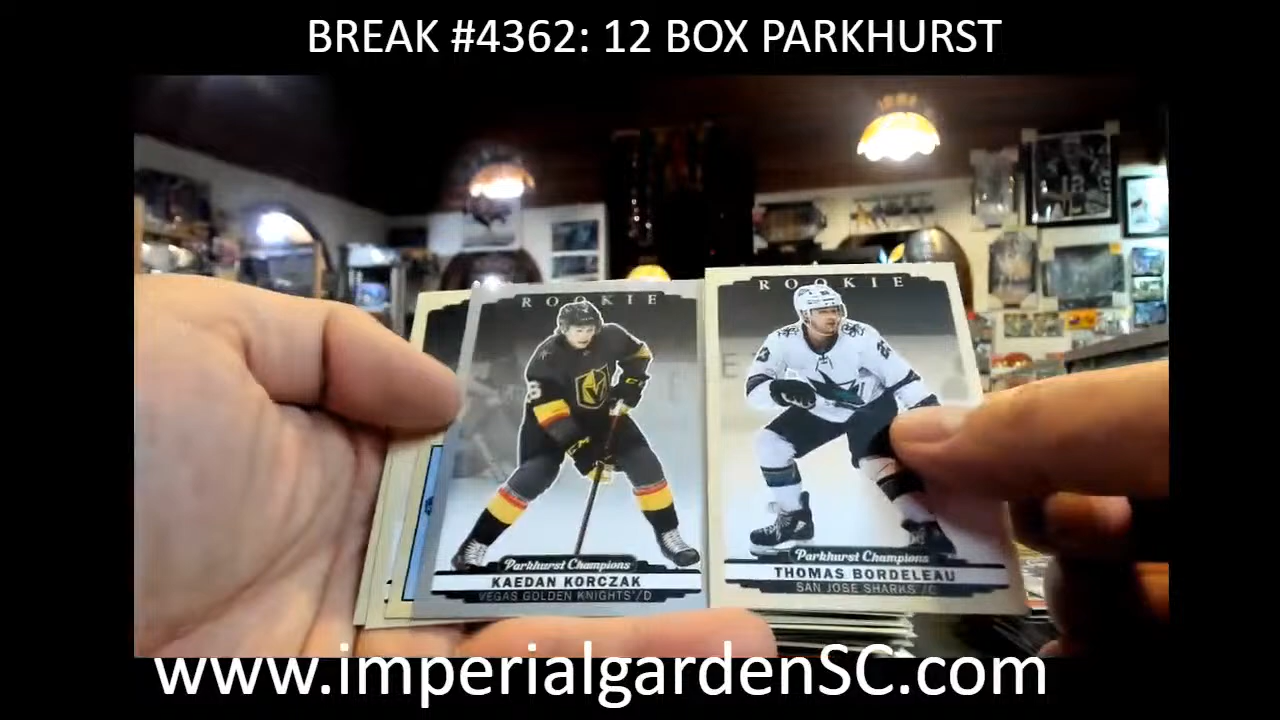 BREAK #4362: 12 BOX PARKHURST
ROOKIE
Parkhurst Champions
KAEDAN KORCZAK
VEGAS GOLDEN KNIGHTS / D
ROOKIE
Parkhurst Champions
THOMAS BORDELEAU
SAN JOSE SHARKS / C
www.imperialgardenSC.com